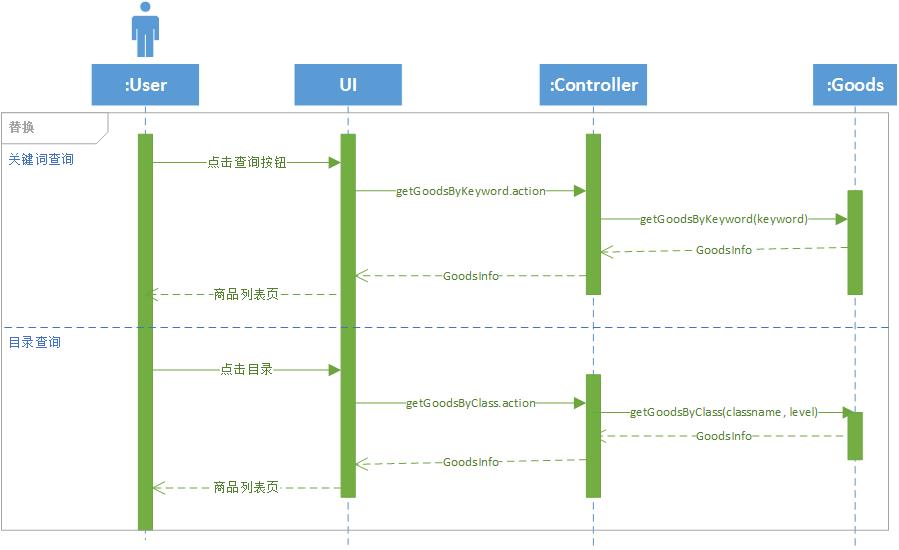 :User
UI
:Controller
:Goods
替换
关键词查询
点击查询按钮
getGoodsByKeyword.action
getGoodsByKeyword(keyword)
GoodsInfo
GoodsInfo
商品列表页
目录查询
点击目录
getGoodsByClass.action
getGoodsByClass(classname, level)
GoodsInfo
GoodsInfo
商品列表页